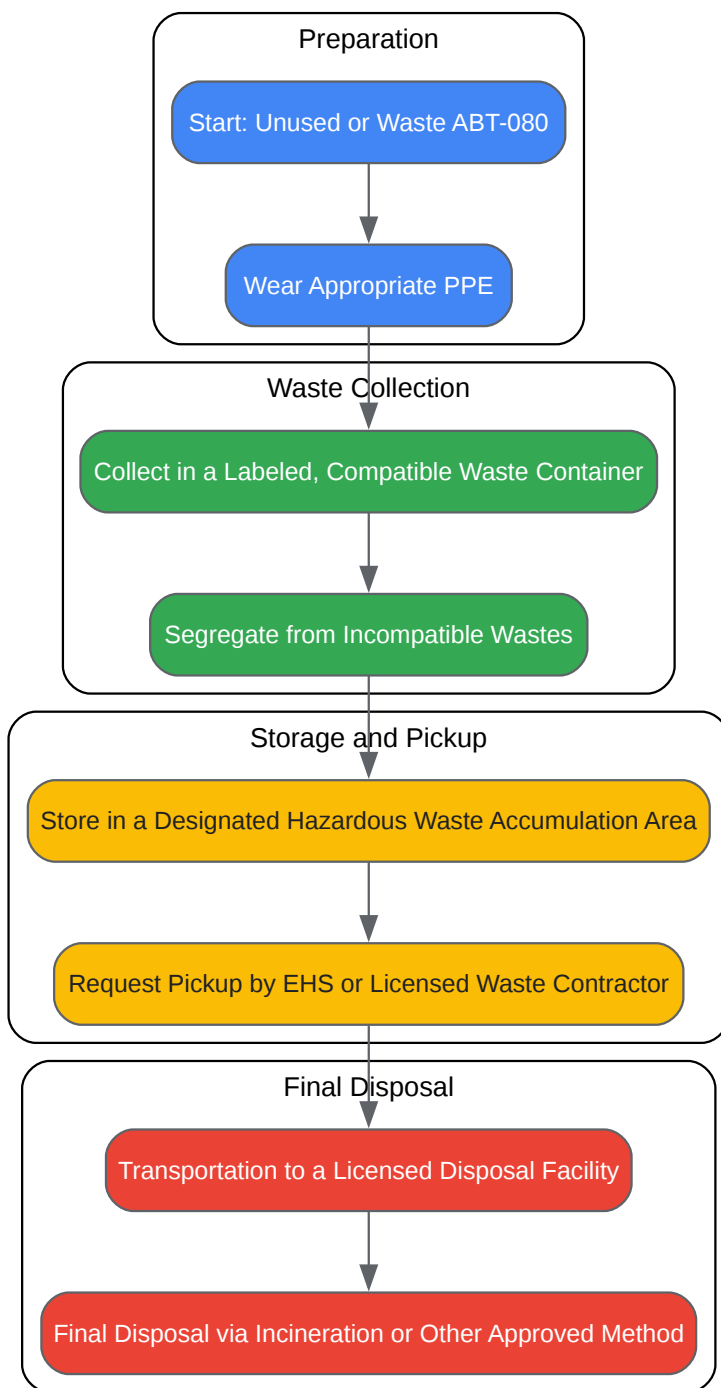 Preparation
Start: Unused or Waste ABT-080
Wear Appropriate PPE
Waste Collection
Collect in a Labeled, Compatible Waste Container
Segregate from Incompatible Wastes
Storage and Pickup
Store in a Designated Hazardous Waste Accumulation Area
Request Pickup by EHS or Licensed Waste Contractor
Final Disposal
Transportation to a Licensed Disposal Facility
Final Disposal via Incineration or Other Approved Method